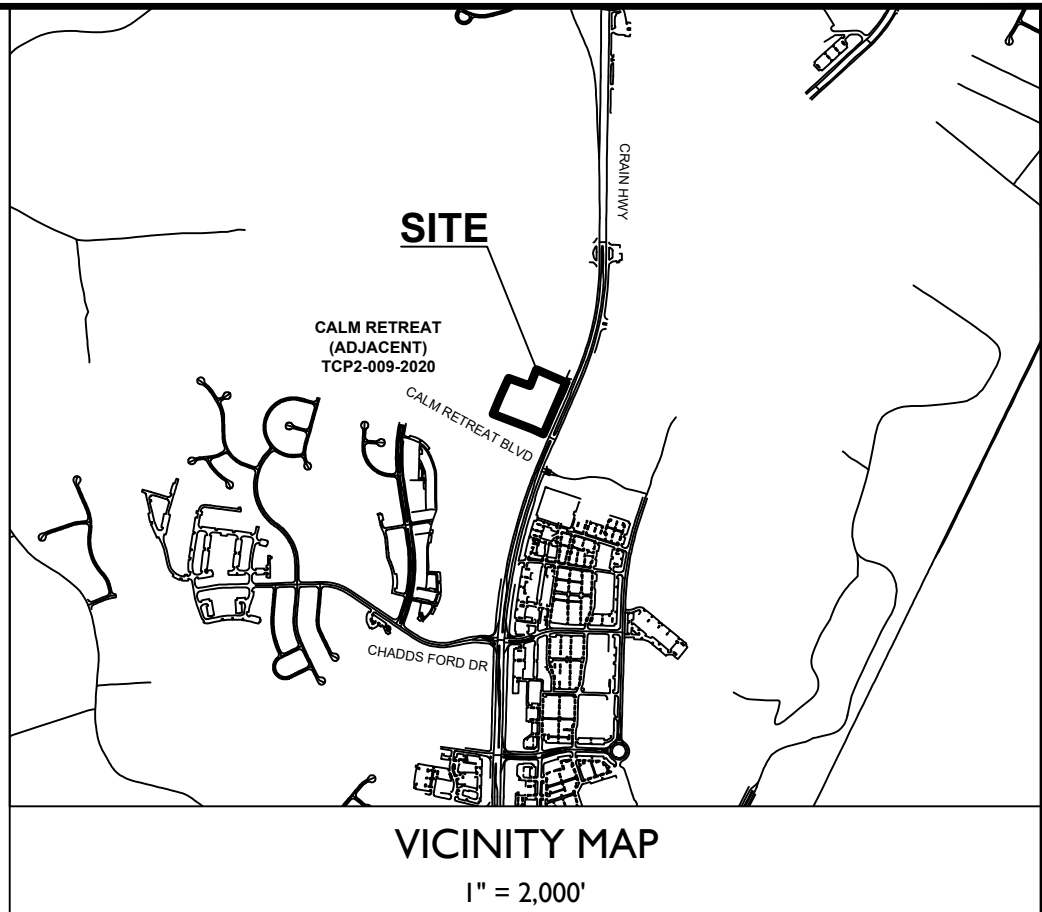 CRAIN HWY
SITE
CALM RETREAT
(ADJACENT)
TCP2-009-2020
CALM RETREAT BLVD
CHADDS FORD DR
VICINITY MAP
1" = 2,000'